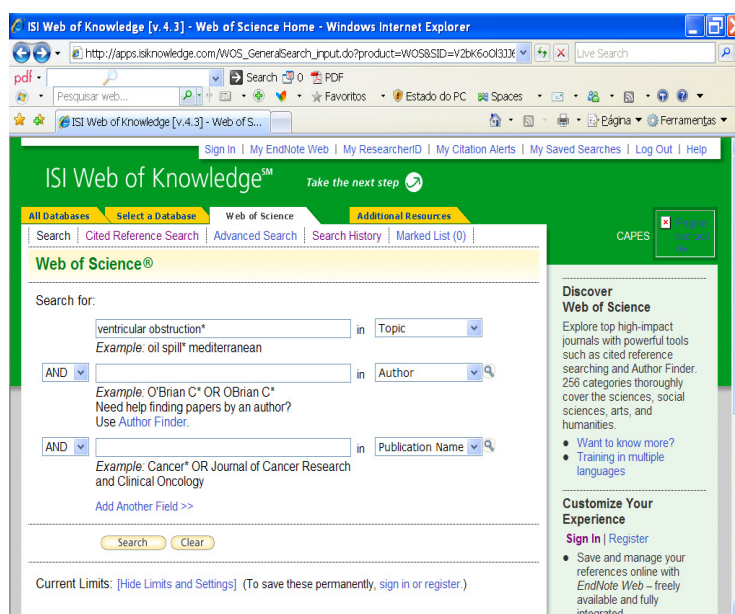 ISI Web of Knowledge [v.4.3] - Web of Science Home - Windows Internet Explorer
http://apps.isiknowledge.com/WOS_GeneralSearch_input.do?product=WOS&SID=V2bK6oOl3JJ6
Live Search
pdf Search 0 PDF
Pesquisar web... Favoritos Estado do PC Spaces
ISI Web of Knowledge [v.4.3] - Web of S... Página Ferramentas
Sign In | My EndNote Web | My ResearcherID | My Citation Alerts | My Saved Searches | Log Out | Help
ISI Web of Knowledge℠ Take the next step
All Databases Select a Database Web of Science Additional Resources
Search Cited Reference Search Advanced Search Search History Marked List (0)
CAPES
Web of Science®
Search for:
ventricular obstruction* in Topic
Example: oil spill* mediterranean
AND in Author
Example: O'Brian C* OR OBrian C*
Need help finding papers by an author?
Use Author Finder.
AND in Publication Name
Example: Cancer* OR Journal of Cancer Research
and Clinical Oncology
Add Another Field >>
Search Clear
Current Limits: [Hide Limits and Settings] (To save these permanently, sign in or register.)
Discover
Web of Science
Explore top high-impact
journals with powerful tools
such as cited reference
searching and Author Finder.
256 categories thoroughly
cover the sciences, social
sciences, arts, and
humanities.
Want to know more?
Training in multiple
languages
Customize Your
Experience
Sign In | Register
Save and manage your
references online with
EndNote Web – freely
available and fully
integrated